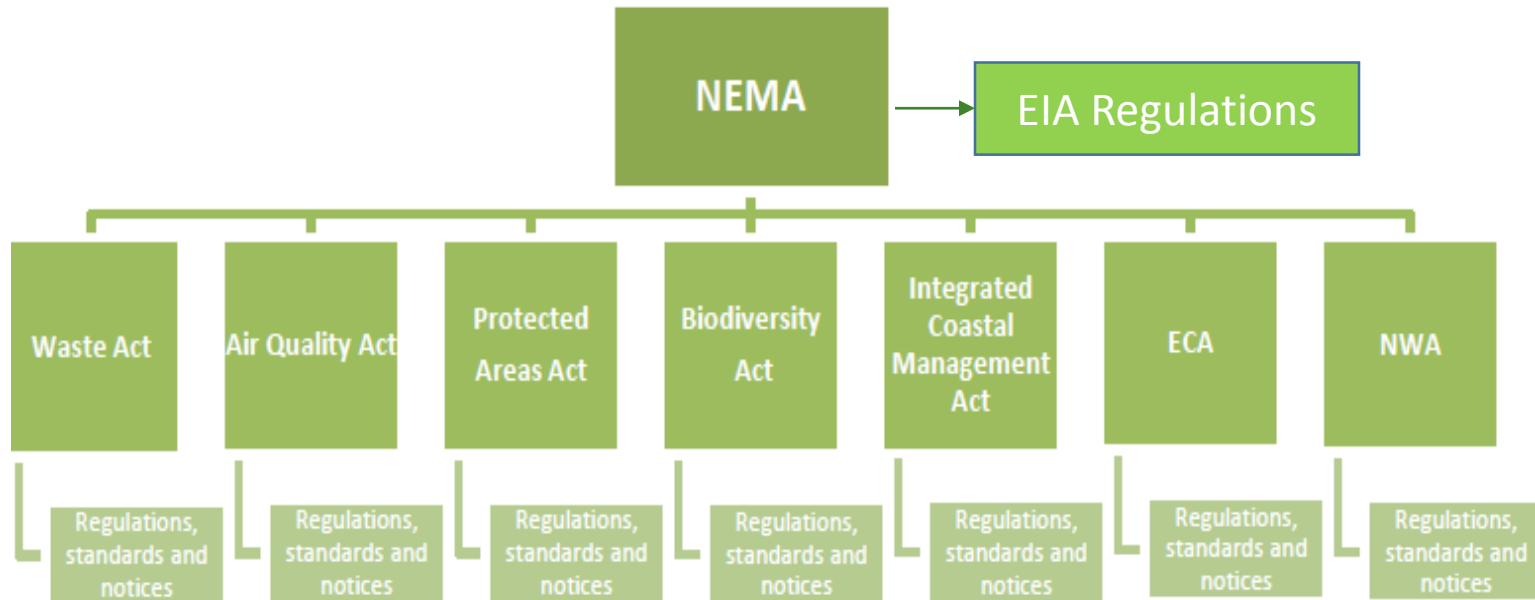 NEMA
EIA Regulations
Waste Act
Air Quality Act
Protected
Areas Act
Biodiversity
Act
Integrated
Coastal
Management
Act
ECA
NWA
Regulations,
standards and
notices
Regulations,
standards and
notices
Regulations,
standards and
notices
Regulations,
standards and
notices
Regulations,
standards and
notices
Regulations,
standards and
notices
Regulations,
standards and
notices